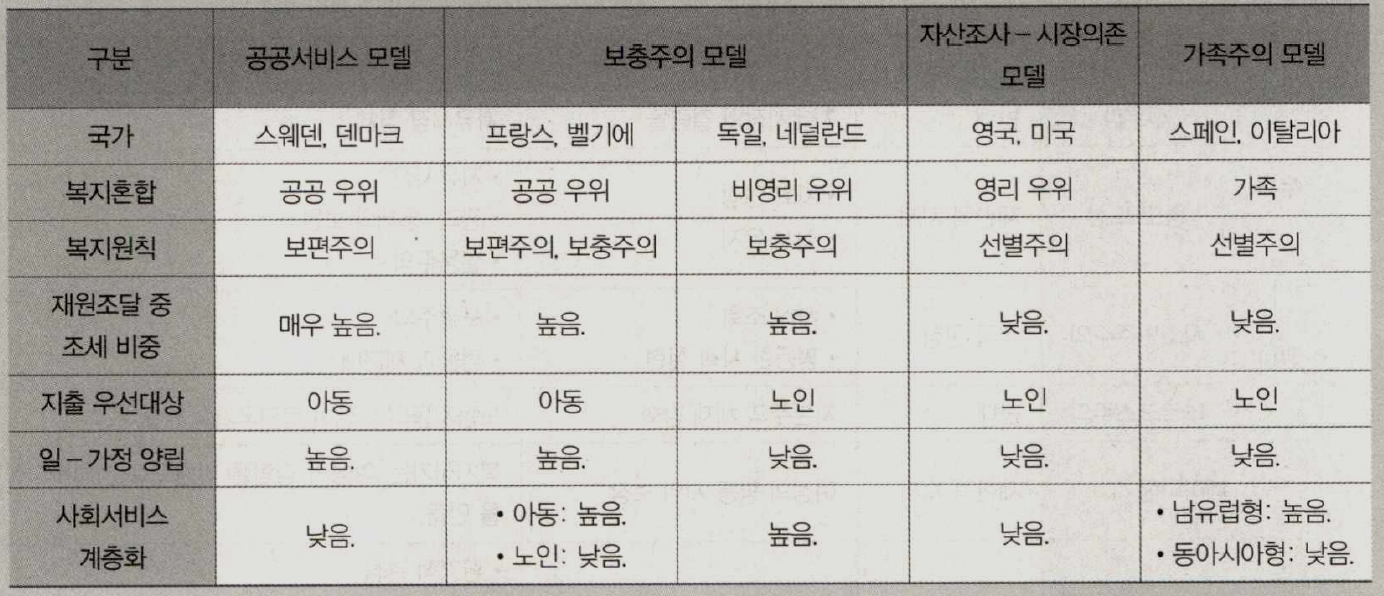 구분 공공서비스 모델 보충주의 모델 자산조사 – 시장의존 모델 가족주의 모델
국가 스웨덴, 덴마크 프랑스, 벨기에 독일, 네덜란드 영국, 미국 스페인, 이탈리아
복지혼합 공공 우위 공공 우위 비영리 우위 영리 우위 가족
복지원칙 보편주의 보편주의, 보충주의 보충주의 선별주의 선별주의
재원조달 중 조세 비중 매우 높음. 높음. 높음. 낮음. 낮음.
지출 우선대상 아동 아동 노인 노인 노인
일 – 가정 양립 높음. 높음. 낮음. 낮음. 낮음.
사회서비스 계층화 낮음. • 아동: 높음. • 노인: 낮음. 높음. 낮음. • 남유럽형: 높음. • 동아시아형: 낮음.